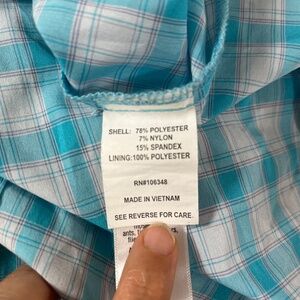 SHELL: 78% POLYESTER
7% NYLON
15% SPANDEX
LINING:100% POLYESTER
RN#106348
MADE IN VIETNAM
SEE REVERSE FOR CARE
ants,